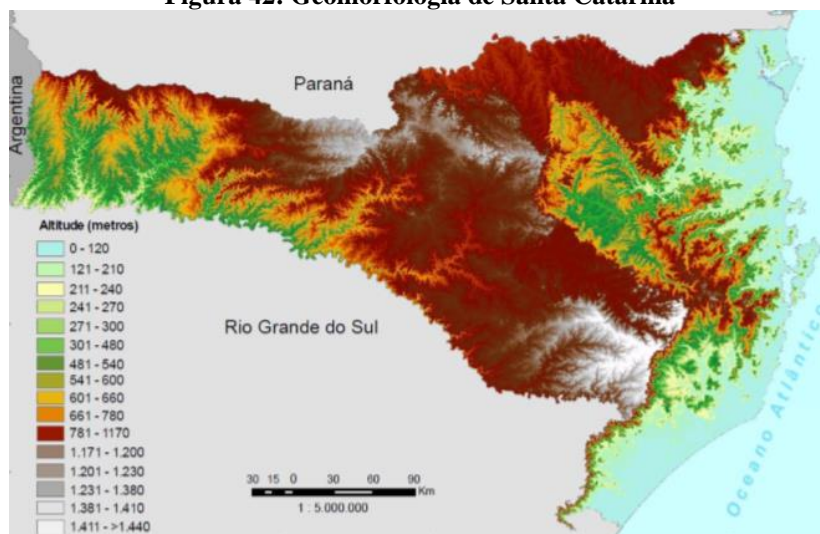 Figura 42: Geomorfologia de Santa Catarina
Paraná
Argentina
Rio Grande do Sul
Oceano Atlântico
Altitude (metros)
0 - 120
121 - 210
211 - 240
241 - 270
271 - 300
301 - 480
481 - 540
541 - 600
601 - 660
661 - 780
781 - 1170
1.171 - 1.200
1.201 - 1.230
1.231 - 1.380
1.381 - 1.410
1.411 - >1.440
30 15 0 30 60 90
Km
1 : 5.000.000